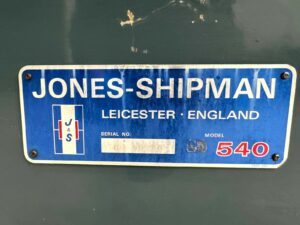 JONES-SHIPMAN
LEICESTER · ENGLAND
J & S
SERIAL NO.
MODEL
540